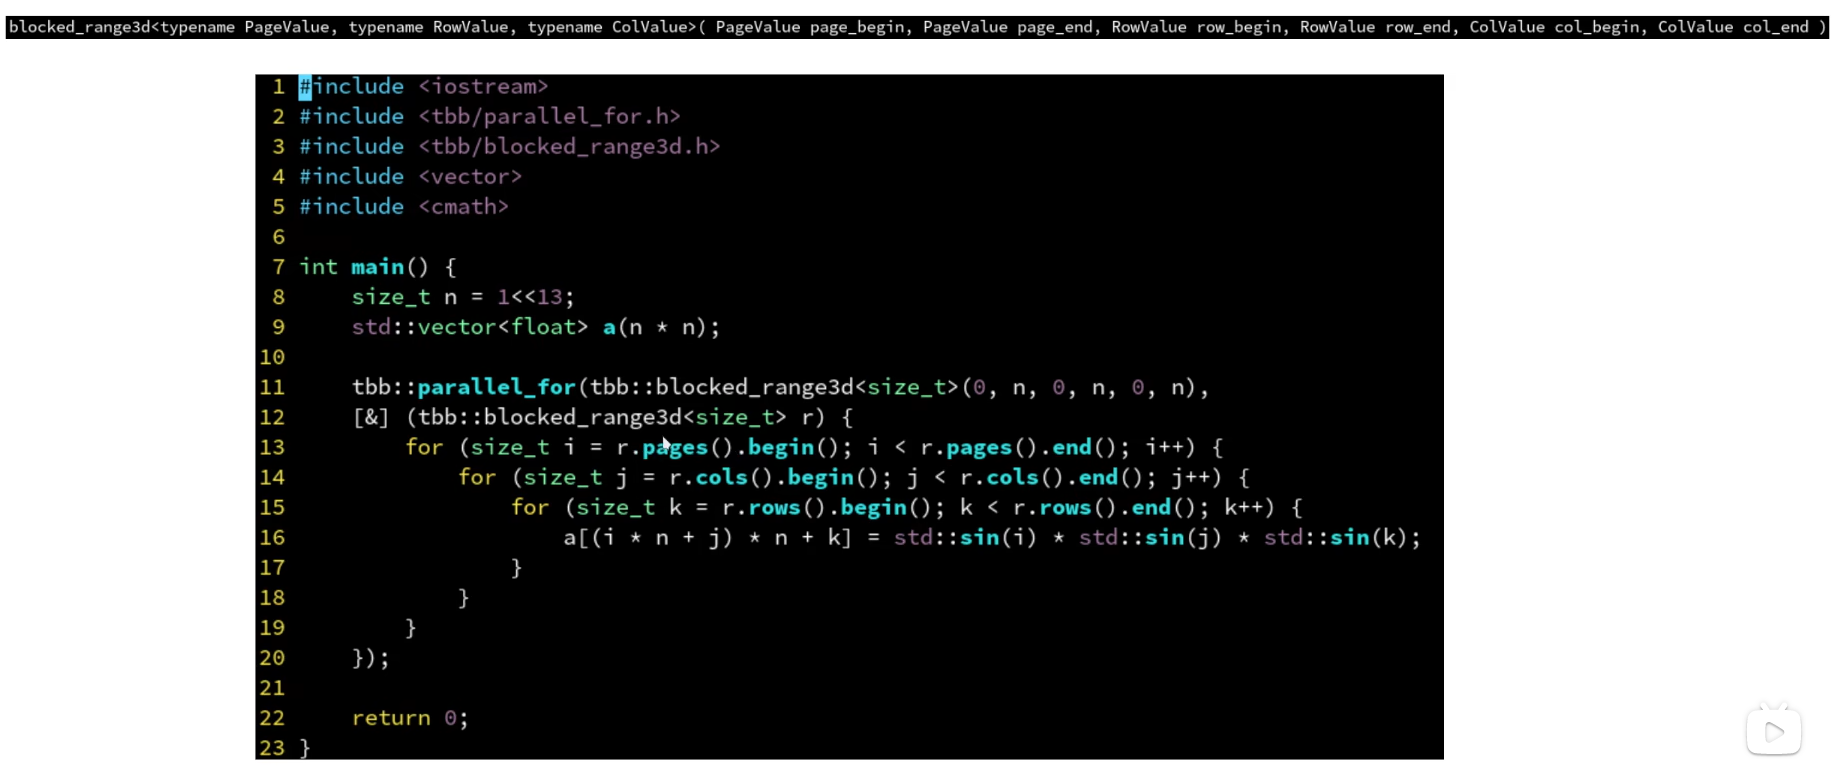 blocked_range3d<typename PageValue, typename RowValue, typename ColValue>( PageValue page_begin, PageValue page_end, RowValue row_begin, RowValue row_end, ColValue col_begin, ColValue col_end )
1 #include <iostream>
2 #include <tbb/parallel_for.h>
3 #include <tbb/blocked_range3d.h>
4 #include <vector>
5 #include <cmath>
6
7 int main() {
8     size_t n = 1<<13;
9     std::vector<float> a(n * n);
10
11     tbb::parallel_for(tbb::blocked_range3d<size_t>(0, n, 0, n, 0, n),
12     [&] (tbb::blocked_range3d<size_t> r) {
13         for (size_t i = r.pages().begin(); i < r.pages().end(); i++) {
14             for (size_t j = r.cols().begin(); j < r.cols().end(); j++) {
15                 for (size_t k = r.rows().begin(); k < r.rows().end(); k++) {
16                     a[(i * n + j) * n + k] = std::sin(i) * std::sin(j) * std::sin(k);
17                 }
18             }
19         }
20     });
21
22     return 0;
23 }